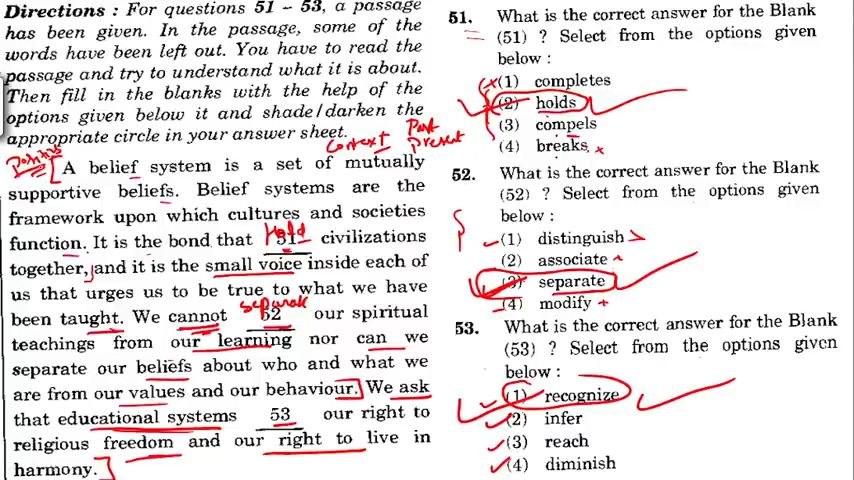 Directions : For questions 51 – 53, a passage
has been given. In the passage, some of the
words have been left out. You have to read the
passage and try to understand what it is about.
Then fill in the blanks with the help of the
options given below it and shade/darken the
appropriate circle in your answer sheet.
Context Past
Present
A belief system is a set of mutually
supportive beliefs. Belief systems are the
framework upon which cultures and societies
function. It is the bond that 51 civilizations
Hold
together, and it is the small voice inside each of
us that urges us to be true to what we have
been taught. We cannot 52 our spiritual
separate
teachings from our learning nor can we
separate our beliefs about who and what we
are from our values and our behaviour. We ask
that educational systems 53 our right to
religious freedom and our right to live in
harmony.
51. What is the correct answer for the Blank
(51) ? Select from the options given
below :
(1) completes
(2) holds
(3) compels
(4) breaks
52. What is the correct answer for the Blank
(52) ? Select from the options given
below :
(1) distinguish
(2) associate
(3) separate
(4) modify
53. What is the correct answer for the Blank
(53) ? Select from the options given
below :
(1) recognize
(2) infer
(3) reach
(4) diminish